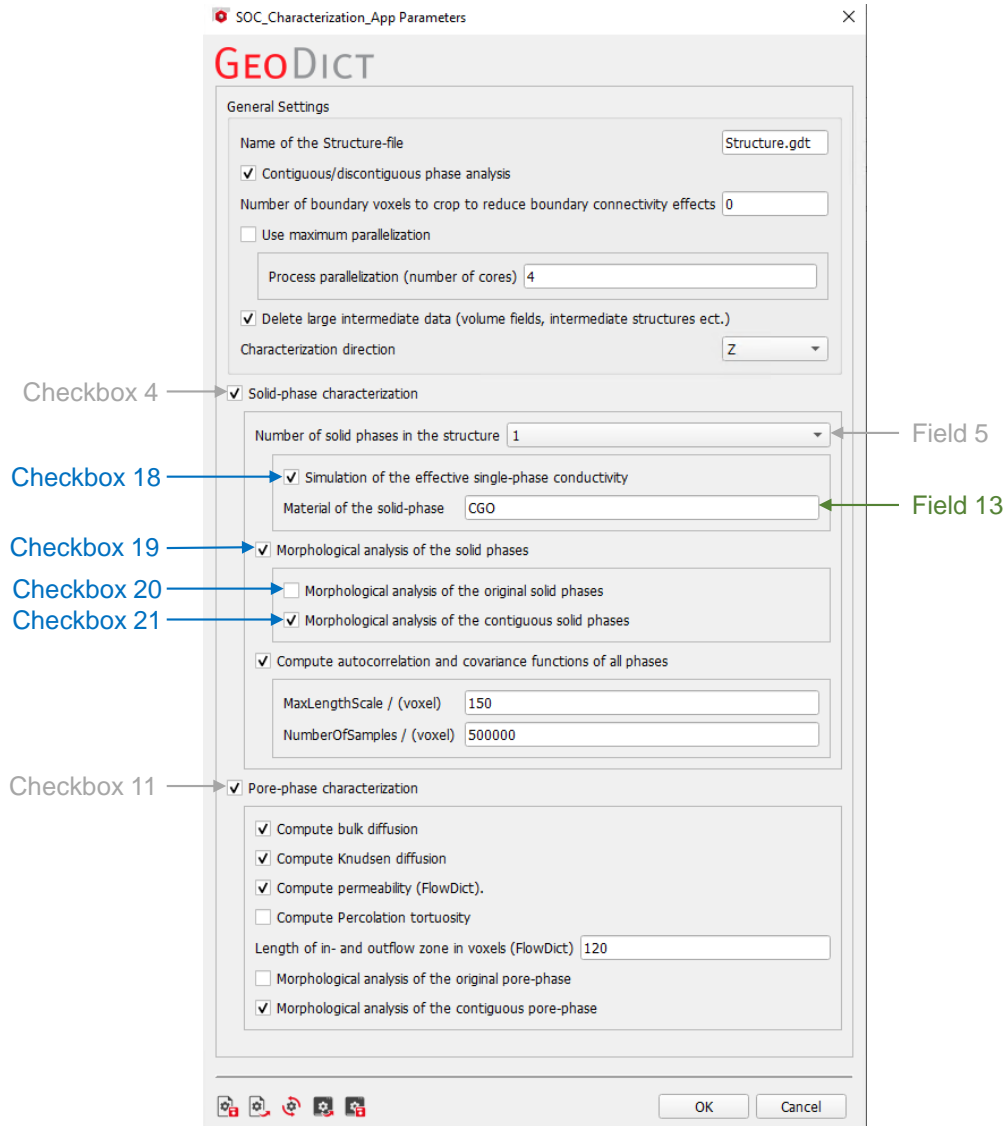 SOC_Characterization_App Parameters
GEODICT
General Settings
Name of the Structure-file Structure.gdt
Contiguous/discontiguous phase analysis
Number of boundary voxels to crop to reduce boundary connectivity effects 0
Use maximum parallelization
Process parallelization (number of cores) 4
Delete large intermediate data (volume fields, intermediate structures ect.)
Characterization direction Z
Checkbox 4 Solid-phase characterization
Number of solid phases in the structure 1 Field 5
Checkbox 18 Simulation of the effective single-phase conductivity
Material of the solid-phase CGO Field 13
Checkbox 19 Morphological analysis of the solid phases
Checkbox 20 Morphological analysis of the original solid phases
Checkbox 21 Morphological analysis of the contiguous solid phases
Compute autocorrelation and covariance functions of all phases
MaxLengthScale / (voxel) 150
NumberOfSamples / (voxel) 500000
Checkbox 11 Pore-phase characterization
Compute bulk diffusion
Compute Knudsen diffusion
Compute permeability (FlowDict).
Compute Percolation tortuosity
Length of in- and outflow zone in voxels (FlowDict) 120
Morphological analysis of the original pore-phase
Morphological analysis of the contiguous pore-phase
OK Cancel